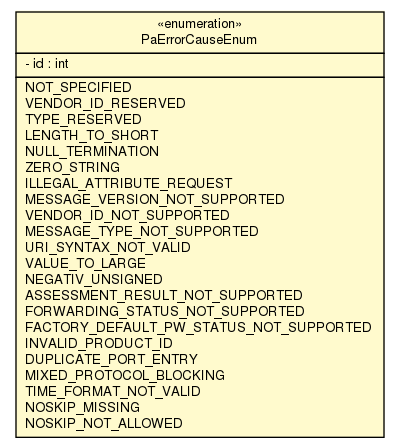 «enumeration»
PaErrorCauseEnum
- id : int
NOT_SPECIFIED
VENDOR_ID_RESERVED
TYPE_RESERVED
LENGTH_TO_SHORT
NULL_TERMINATION
ZERO_STRING
ILLEGAL_ATTRIBUTE_REQUEST
MESSAGE_VERSION_NOT_SUPPORTED
VENDOR_ID_NOT_SUPPORTED
MESSAGE_TYPE_NOT_SUPPORTED
URI_SYNTAX_NOT_VALID
VALUE_TO_LARGE
NEGATIV_UNSIGNED
ASSESSMENT_RESULT_NOT_SUPPORTED
FORWARDING_STATUS_NOT_SUPPORTED
FACTORY_DEFAULT_PW_STATUS_NOT_SUPPORTED
INVALID_PRODUCT_ID
DUPLICATE_PORT_ENTRY
MIXED_PROTOCOL_BLOCKING
TIME_FORMAT_NOT_VALID
NOSKIP_MISSING
NOSKIP_NOT_ALLOWED